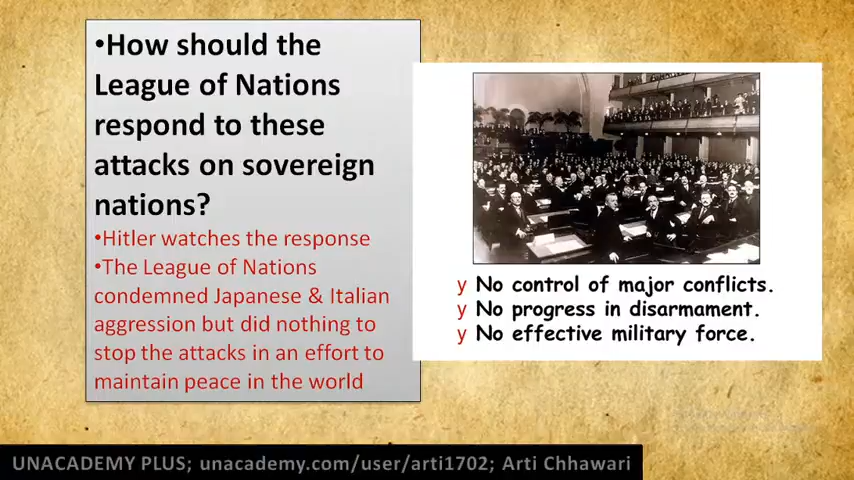 •How should the
League of Nations
respond to these
attacks on sovereign
nations?
•Hitler watches the response
•The League of Nations
condemned Japanese & Italian
aggression but did nothing to
stop the attacks in an effort to
maintain peace in the world
y No control of major conflicts.
y No progress in disarmament.
y No effective military force.
UNACADEMY PLUS; unacademy.com/user/arti1702; Arti Chhawari